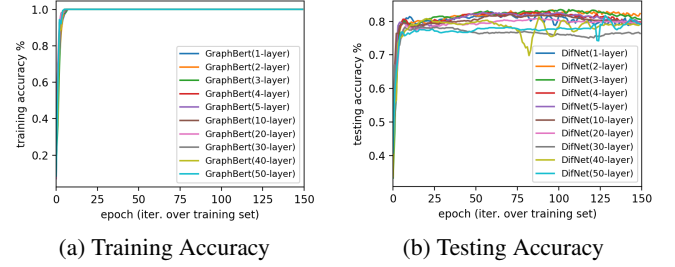 1.0
0.8
0.6
0.4
0.2
training accuracy %
GraphBert(1-layer)
GraphBert(2-layer)
GraphBert(3-layer)
GraphBert(4-layer)
GraphBert(5-layer)
GraphBert(10-layer)
GraphBert(20-layer)
GraphBert(30-layer)
GraphBert(40-layer)
GraphBert(50-layer)
0 25 50 75 100 125 150
epoch (iter. over training set)
(a) Training Accuracy
0.8
0.7
0.6
0.5
0.4
testing accuracy %
DifNet(1-layer)
DifNet(2-layer)
DifNet(3-layer)
DifNet(4-layer)
DifNet(5-layer)
DifNet(10-layer)
DifNet(20-layer)
DifNet(30-layer)
DifNet(40-layer)
DifNet(50-layer)
0 25 50 75 100 125 150
epoch (iter. over training set)
(b) Testing Accuracy